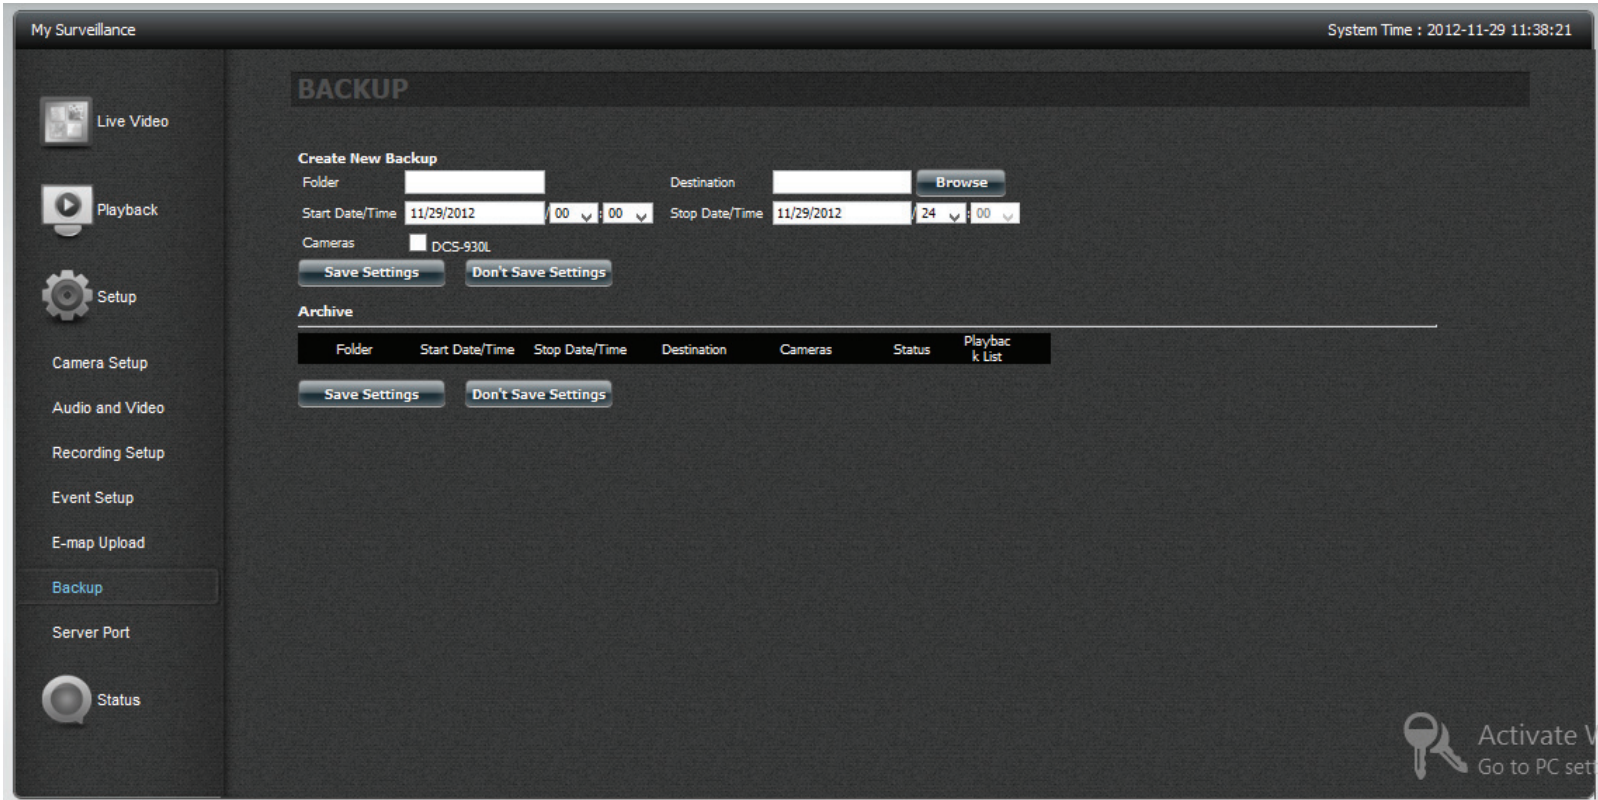 My Surveillance
System Time : 2012-11-29 11:38:21
Live Video
Playback
Setup
Camera Setup
Audio and Video
Recording Setup
Event Setup
E-map Upload
Backup
Server Port
Status
BACKUP
Create New Backup
Folder Destination Browse
Start Date/Time 11/29/2012 / 00 : 00 Stop Date/Time 11/29/2012 / 24 : 00
Cameras DCS-930L
Save Settings Don't Save Settings
Archive
Folder Start Date/Time Stop Date/Time Destination Cameras Status Playbac
k List
Save Settings Don't Save Settings
Activate
Go to PC sett